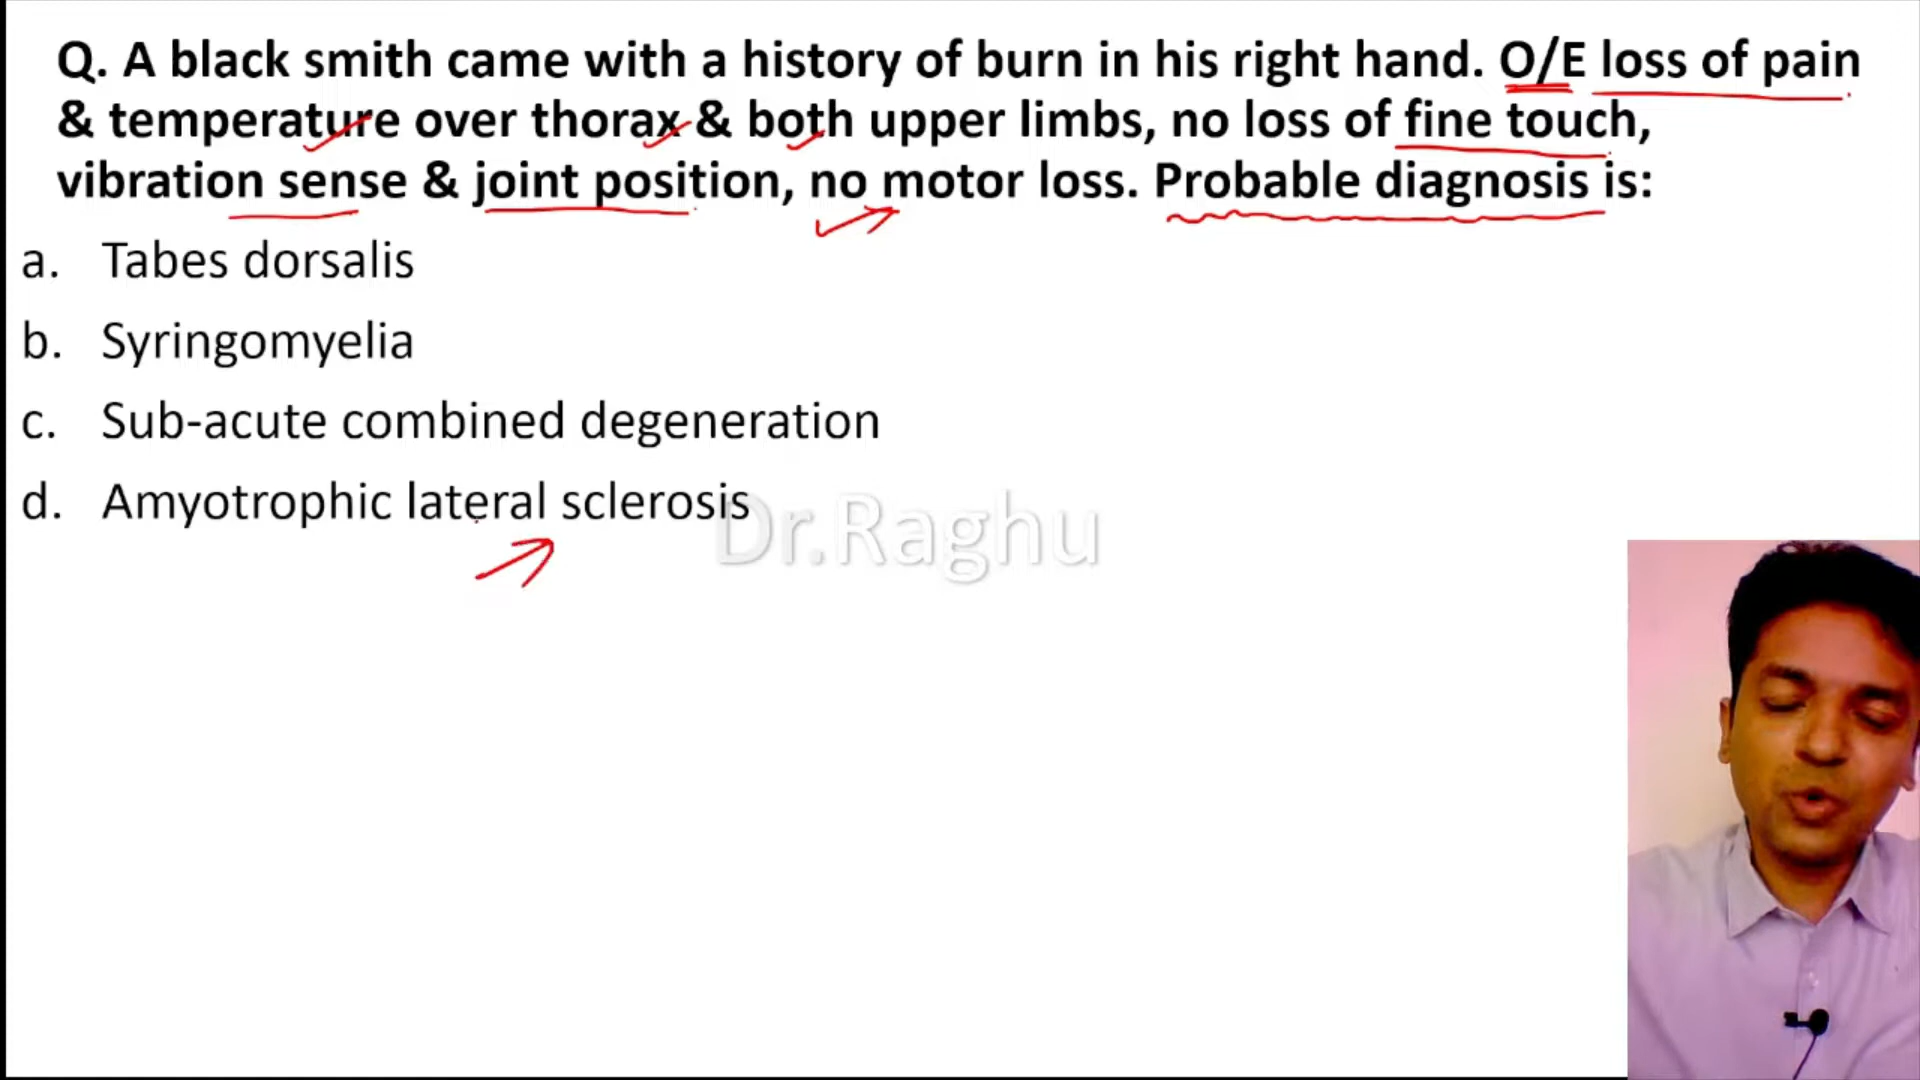 Q. A black smith came with a history of burn in his right hand. O/E loss of pain
& temperature over thorax & both upper limbs, no loss of fine touch,
vibration sense & joint position, no motor loss. Probable diagnosis is:
a. Tabes dorsalis
b. Syringomyelia
c. Sub-acute combined degeneration
d. Amyotrophic lateral sclerosis
Dr.Raghu